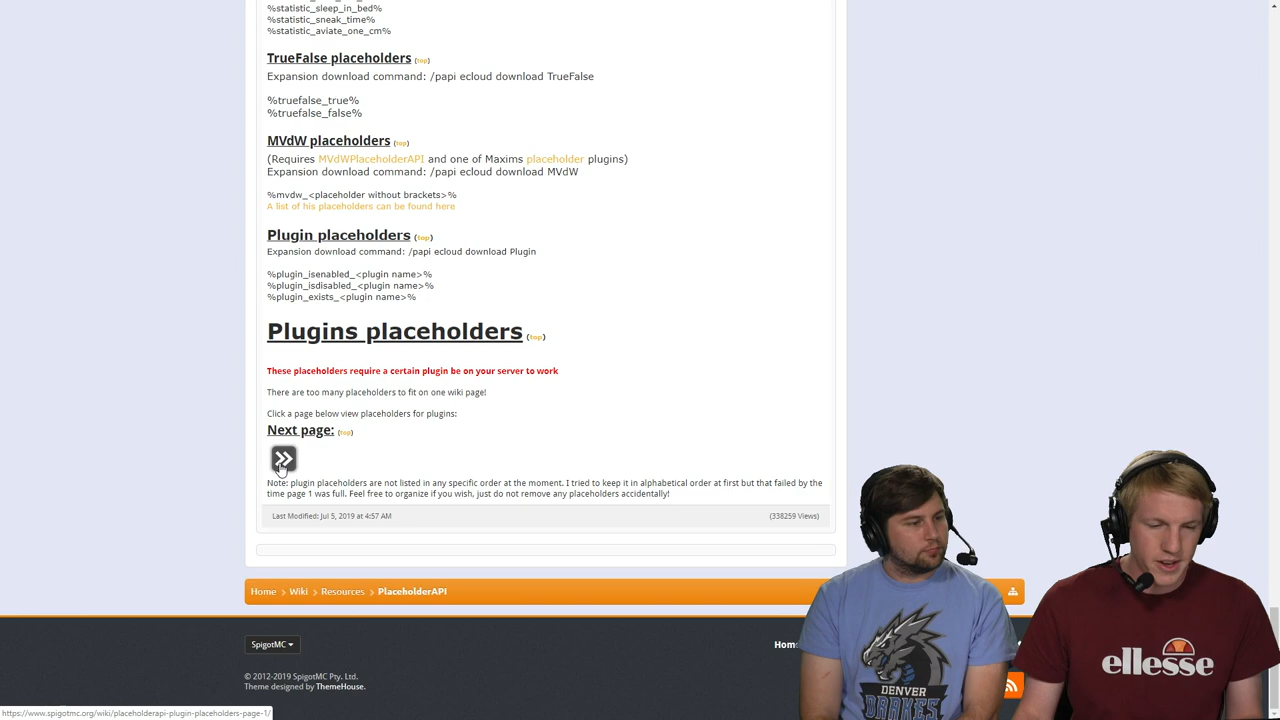 %statistic_sleep_in_bed%
%statistic_sneak_time%
%statistic_aviate_one_cm%
TrueFalse placeholders (top)
Expansion download command: /papi ecloud download TrueFalse
%truefalse_true%
%truefalse_false%
MVdW placeholders (top)
(Requires MVdWPlaceholderAPI and one of Maxims placeholder plugins)
Expansion download command: /papi ecloud download MVdW
%mvdw_<placeholder without brackets>%
A list of his placeholders can be found here
Plugin placeholders (top)
Expansion download command: /papi ecloud download Plugin
%plugin_isenabled_<plugin name>%
%plugin_isdisabled_<plugin name>%
%plugin_exists_<plugin name>%
Plugins placeholders (top)
These placeholders require a certain plugin be on your server to work
There are too many placeholders to fit on one wiki page!
Click a page below view placeholders for plugins:
Next page: (top)
Note: plugin placeholders are not listed in any specific order at the moment. I tried to keep it in alphabetical order at first but that failed by the
time page 1 was full. Feel free to organize if you wish, just do not remove any placeholders accidentally!
Last Modified: Jul 5, 2019 at 4:57 AM (338259 Views)
Home Wiki Resources PlaceholderAPI
SpigotMC
Hom
© 2012-2019 SpigotMC Pty. Ltd.
Theme designed by ThemeHouse.
https://www.spigotmc.org/wiki/placeholderapi-plugin-placeholders-page-1/
DENVER
DRAKES
ellesse